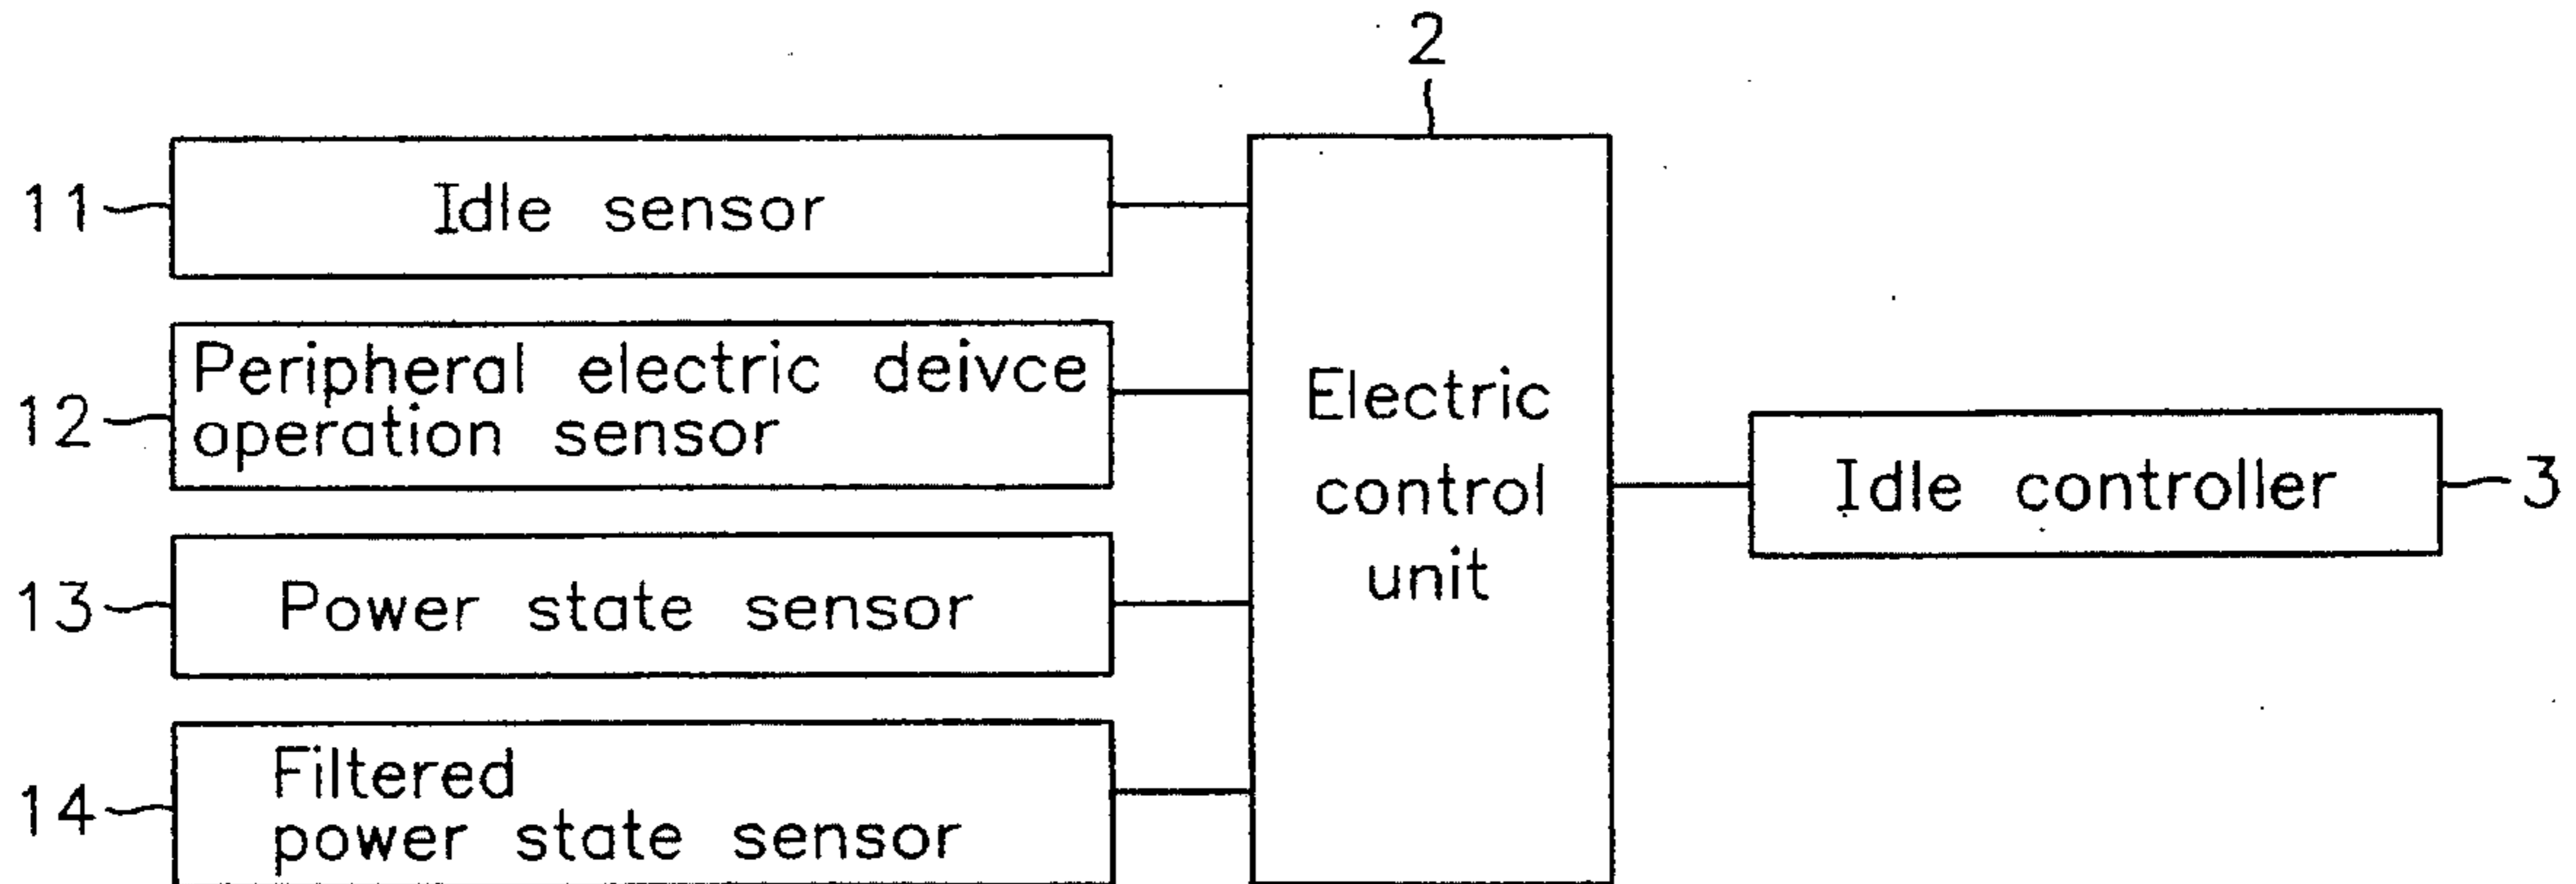 2
11
Idle sensor
12
Peripheral electric deivce
operation sensor
13
Power state sensor
14
Filtered
power state sensor
Electric
control
unit
Idle controller
3